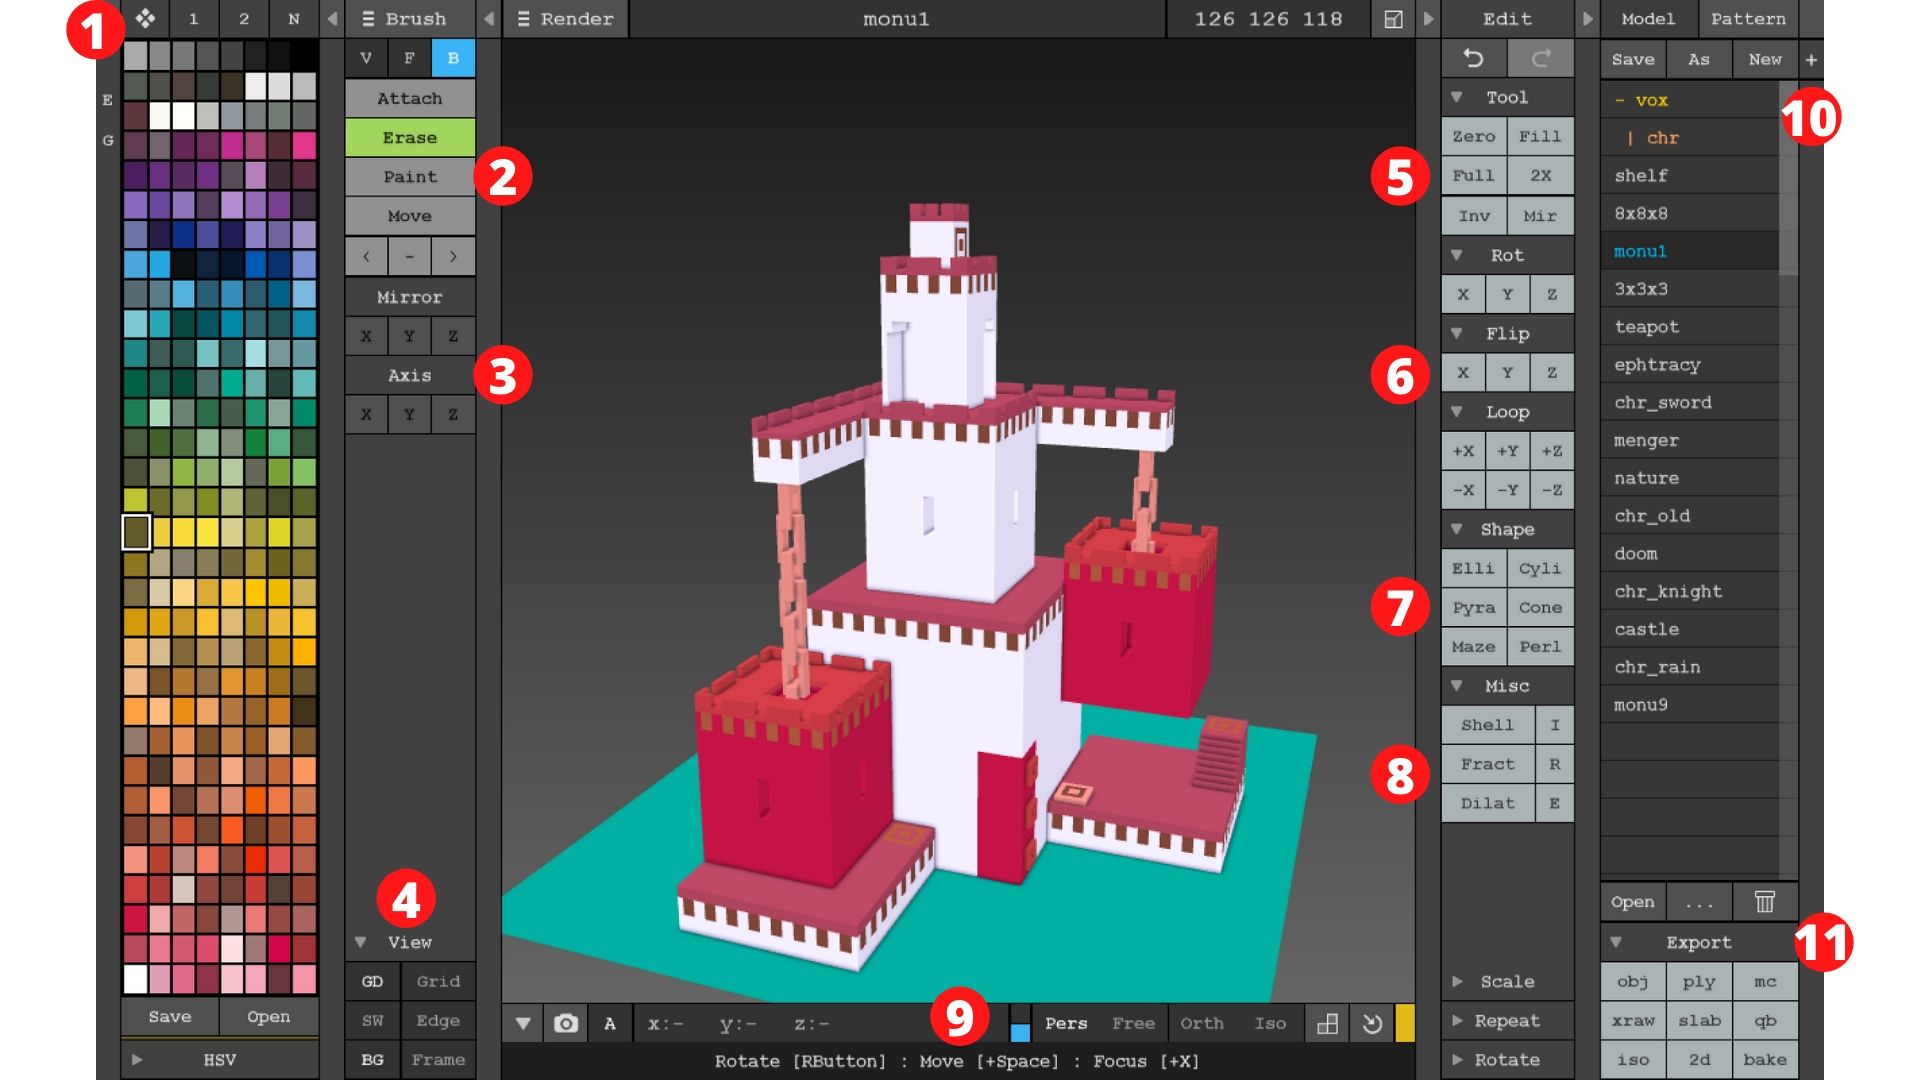 1
1 2 N
Brush
Render
monu1
126 126 118
Edit
Model Pattern
V F B
Save As New +
E
G
Attach
Erase
2
Paint
Move
< - >
Mirror
X Y Z
3
Axis
X Y Z
4
View
GD Grid
SW Edge
BG Frame
Save Open
HSV
A x:- y:- z:-
9
Pers Free Orth Iso
Rotate [RButton] : Move [+Space] : Focus [+X]
Tool
Zero Fill
5
Full 2X
Inv Mir
Rot
X Y Z
Flip
6
X Y Z
Loop
+X +Y +Z
-X -Y -Z
Shape
Elli Cyli
7
Pyra Cone
Maze Perl
Misc
Shell I
8
Fract R
Dilat E
Scale
Repeat
Rotate
- vox
10
| chr
shelf
8x8x8
monu1
3x3x3
teapot
ephtracy
chr_sword
menger
nature
chr_old
doom
chr_knight
castle
chr_rain
monu9
Open ...
11
Export
obj ply mc
xraw slab qb
iso 2d bake